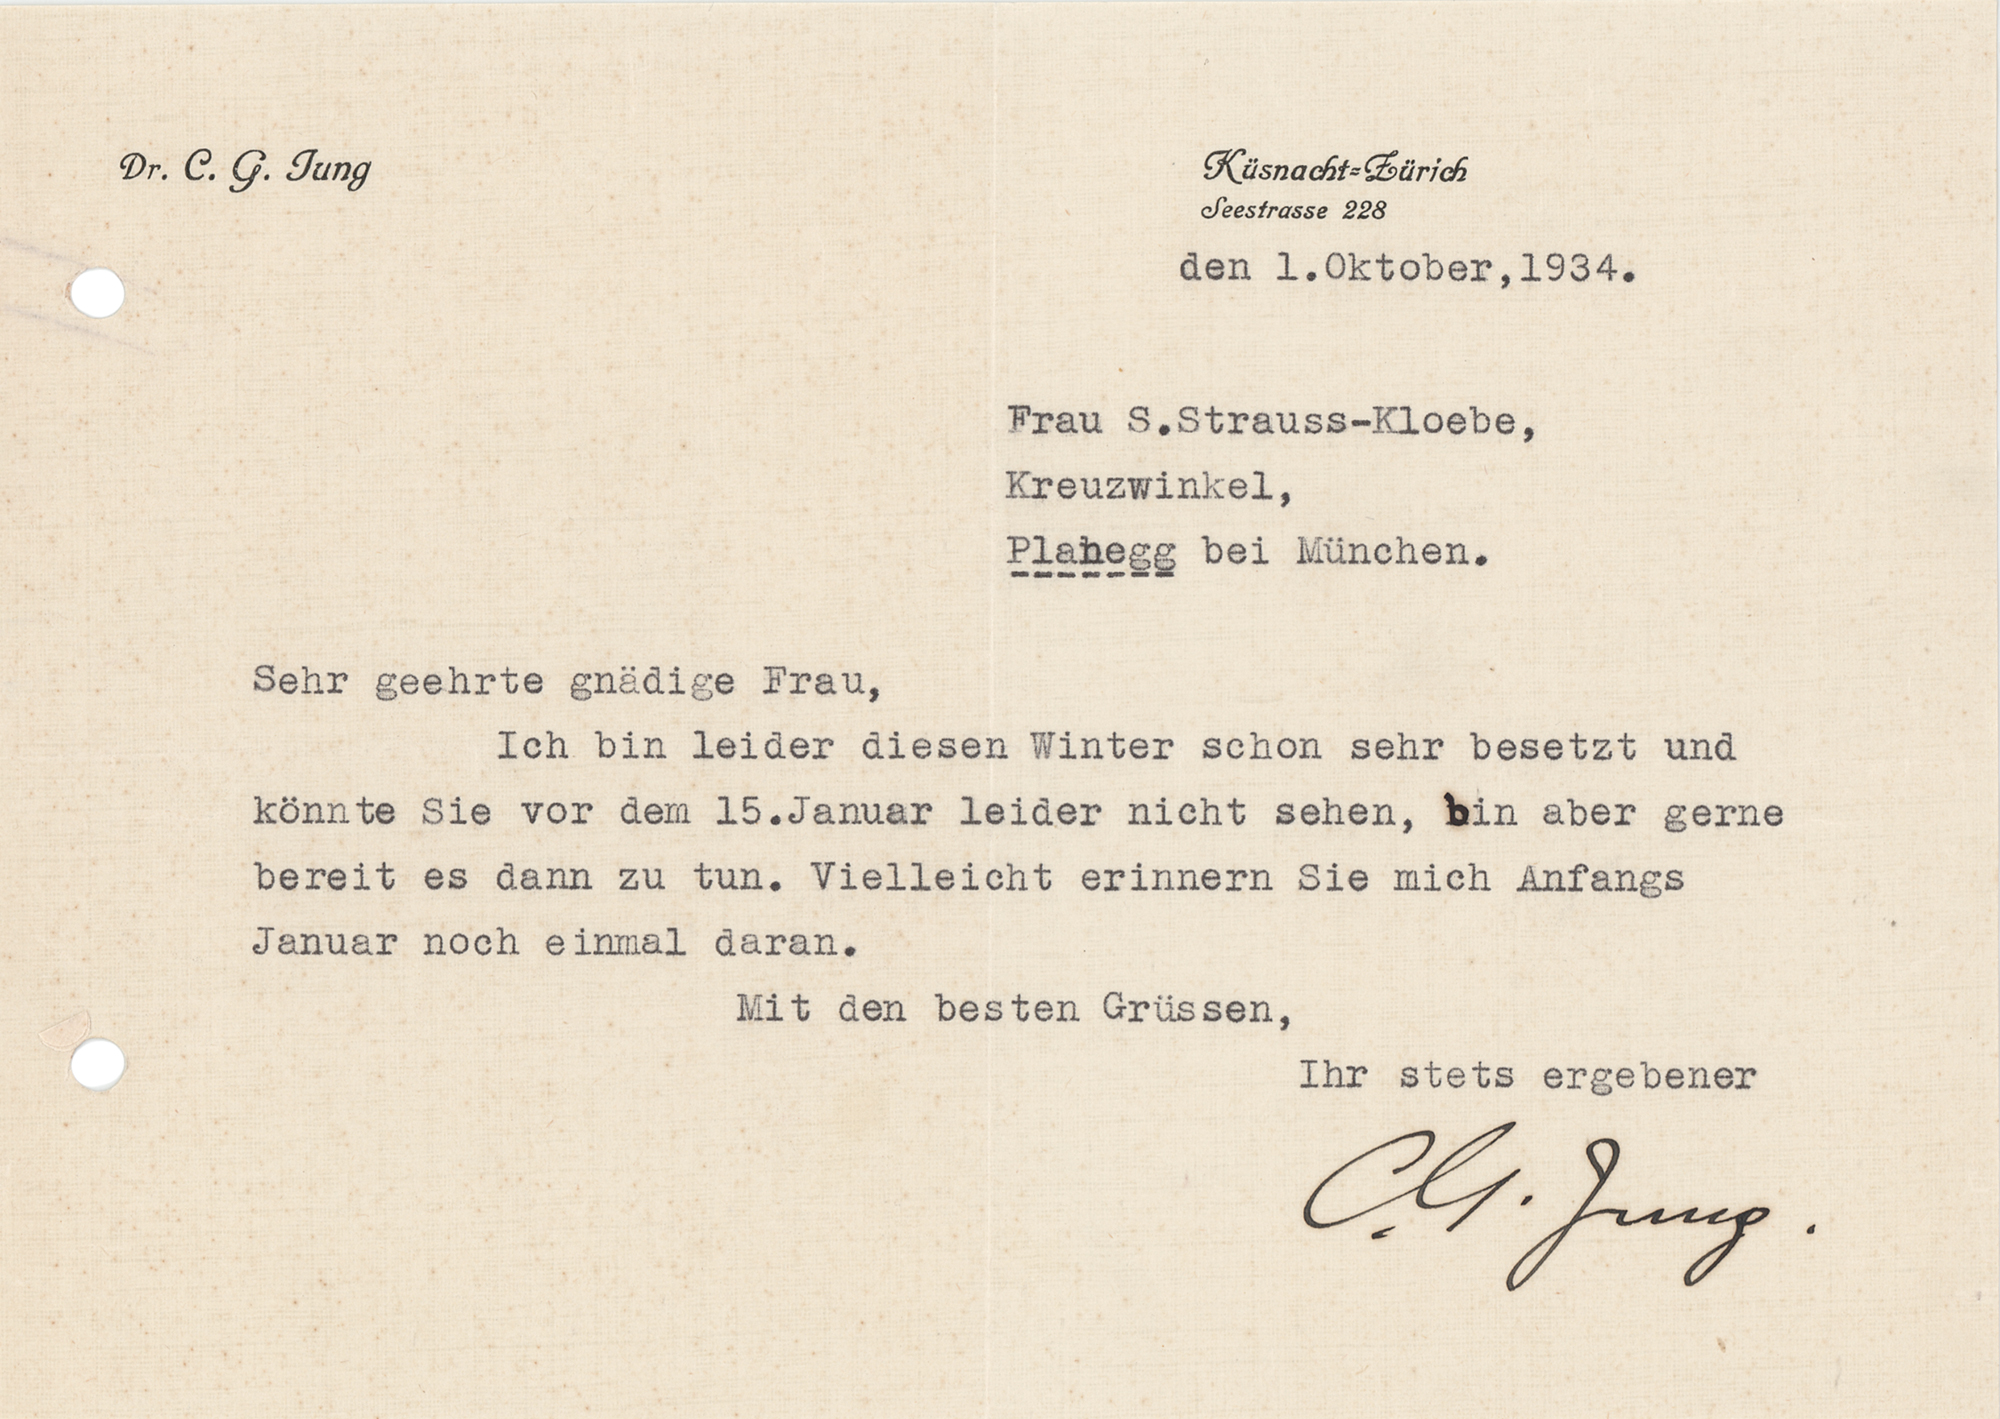 Dr. C. G. Jung
Küsnacht=Zürich
Seestrasse 228
den 1.Oktober,1934.
Frau S.Strauss-Kloebe,
Kreuzwinkel,
Planegg bei München.
Sehr geehrte gnädige Frau,
Ich bin leider diesen Winter schon sehr besetzt und
könnte Sie vor dem 15.Januar leider nicht sehen, bin aber gerne
bereit es dann zu tun. Vielleicht erinnern Sie mich Anfangs
Januar noch einmal daran.
Mit den besten Grüssen,
Ihr stets ergebener
C.G. Jung.